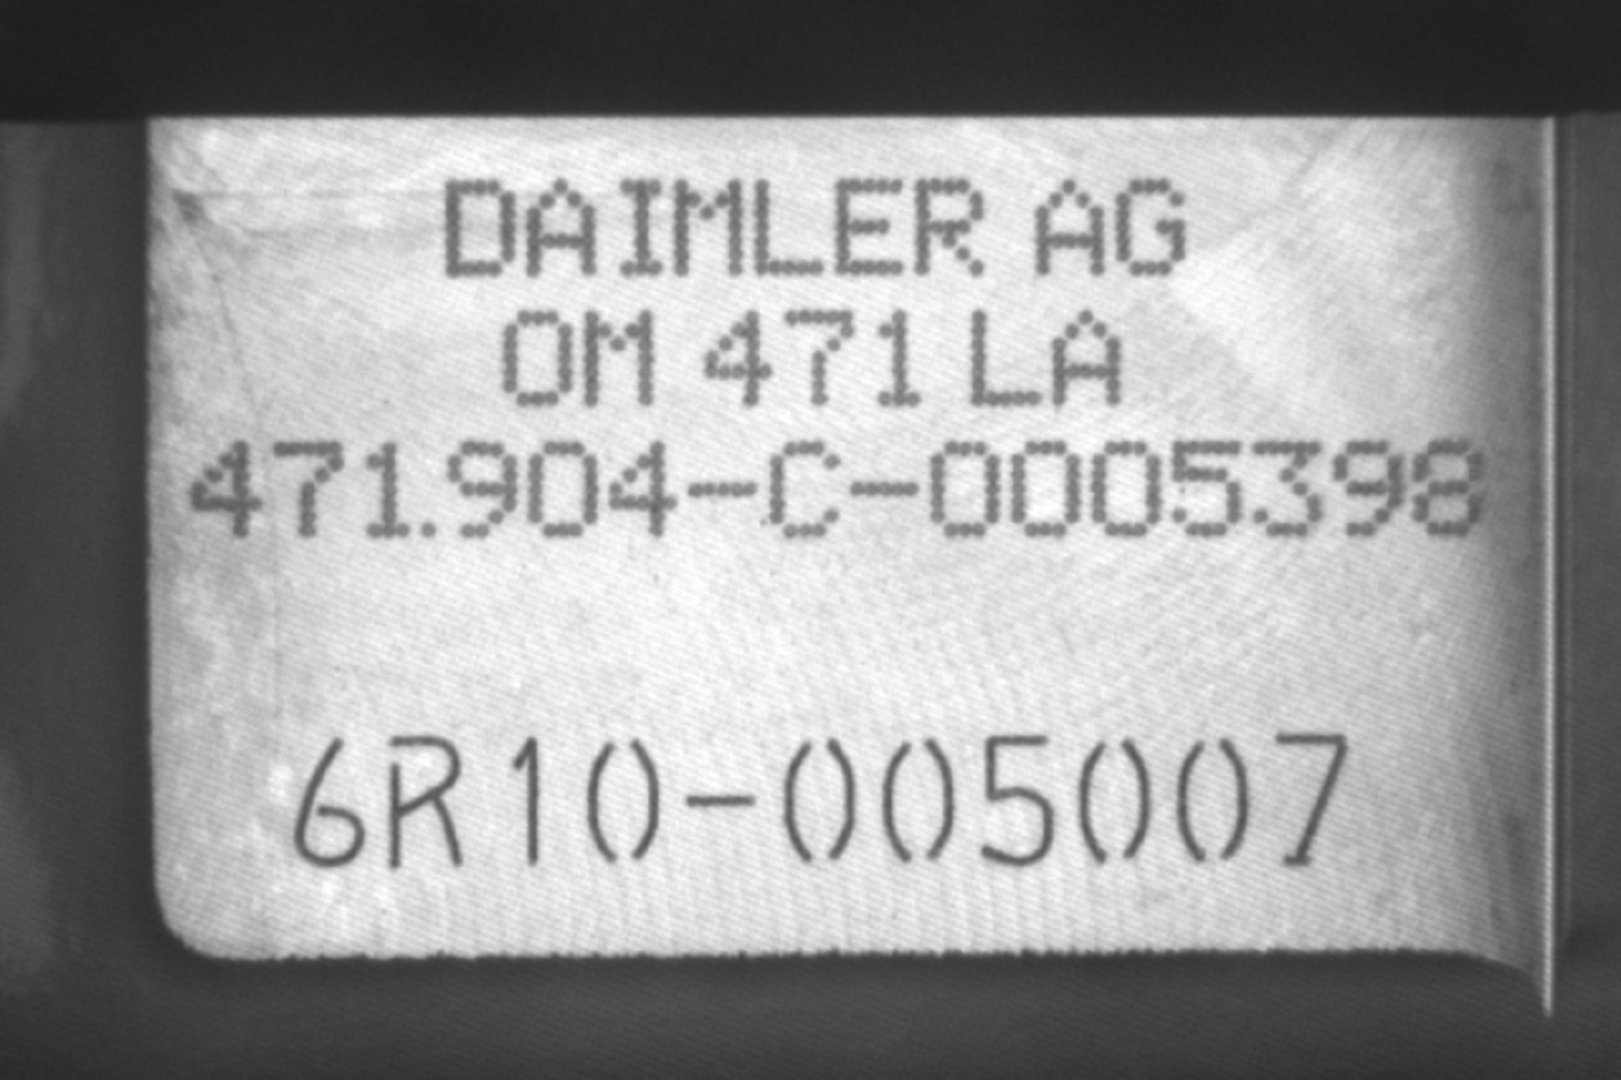 DAIMLER AG
OM 471 LA
471.904-C-0005398
6R10-005007